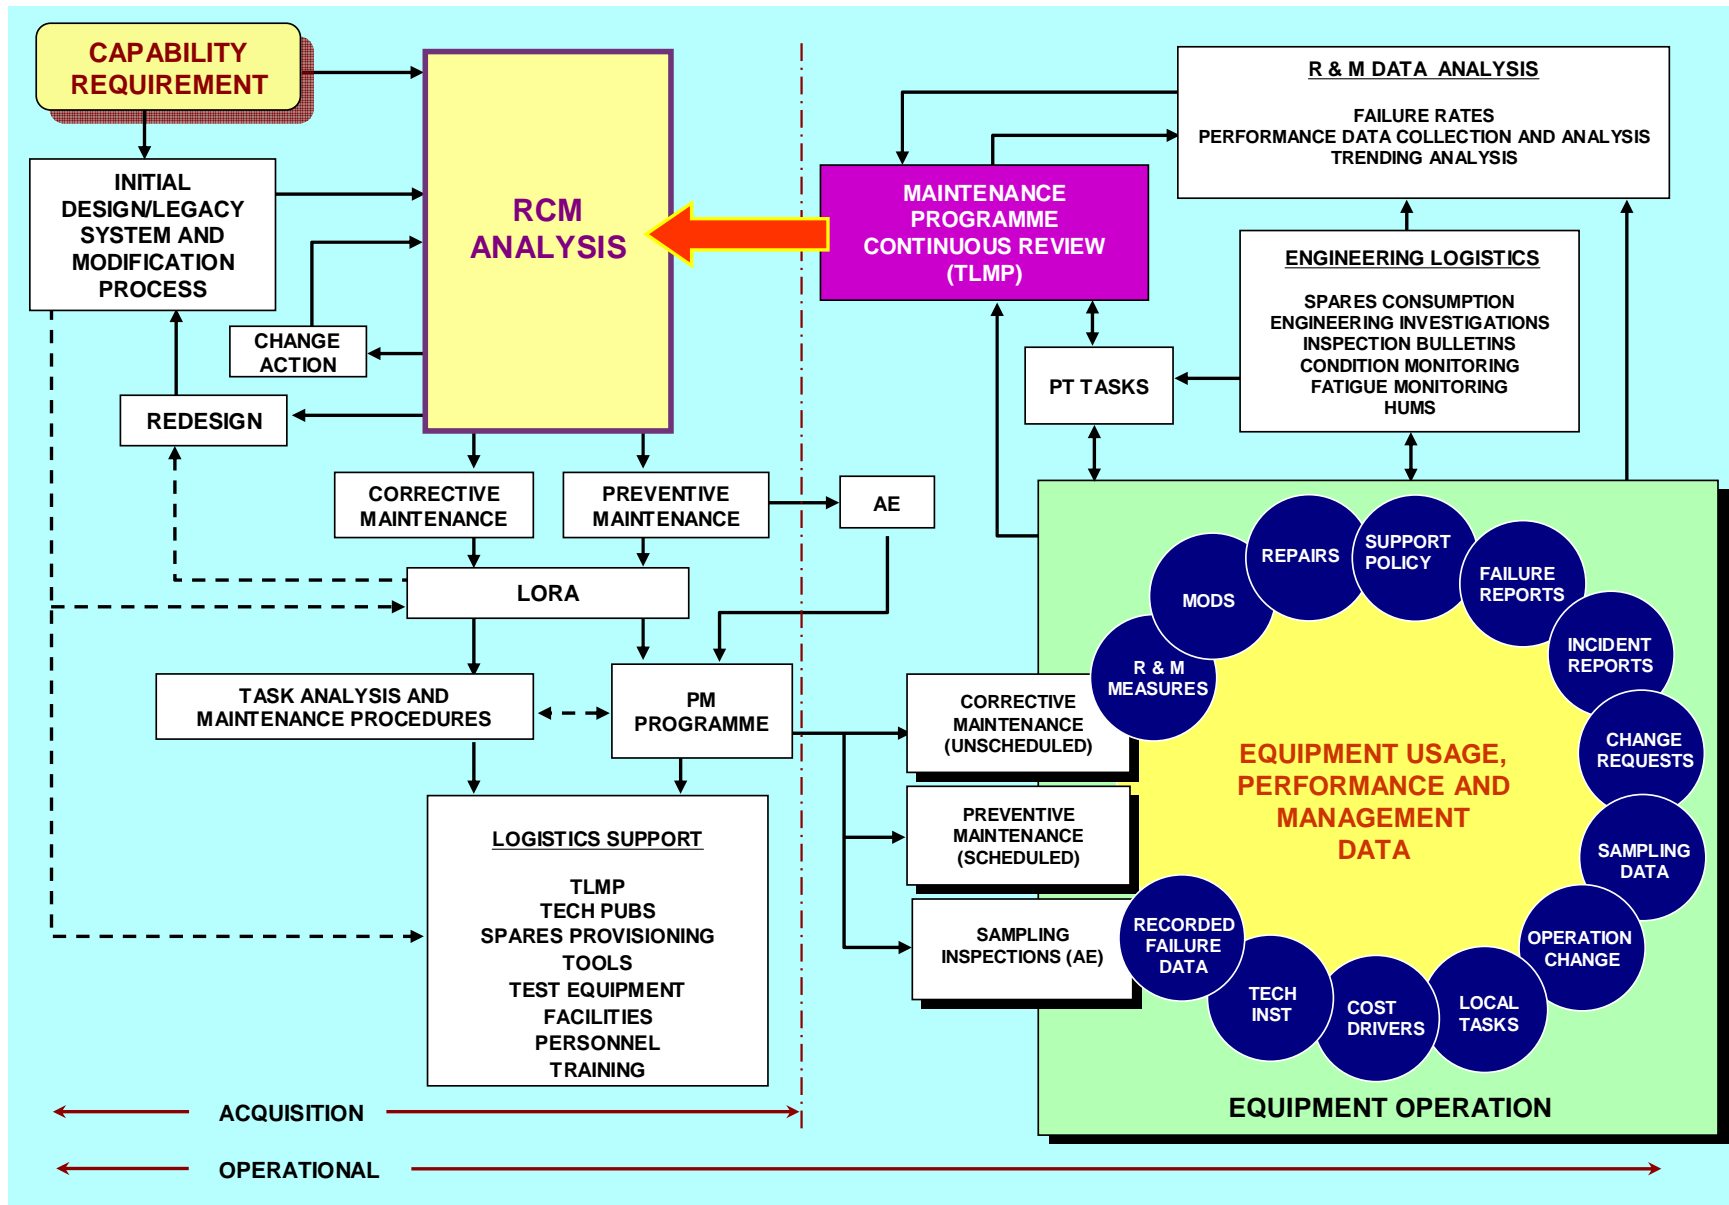 CAPABILITY
REQUIREMENT
INITIAL
DESIGN/LEGACY
SYSTEM AND
MODIFICATION
PROCESS
CHANGE
ACTION
REDESIGN
RCM
ANALYSIS
CORRECTIVE
MAINTENANCE
PREVENTIVE
MAINTENANCE
AE
LORA
TASK ANALYSIS AND
MAINTENANCE PROCEDURES
PM
PROGRAMME
LOGISTICS SUPPORT
TLMP
TECH PUBS
SPARES PROVISIONING
TOOLS
TEST EQUIPMENT
FACILITIES
PERSONNEL
TRAINING
MAINTENANCE
PROGRAMME
CONTINUOUS REVIEW
(TLMP)
R & M DATA ANALYSIS
FAILURE RATES
PERFORMANCE DATA COLLECTION AND ANALYSIS
TRENDING ANALYSIS
ENGINEERING LOGISTICS
SPARES CONSUMPTION
ENGINEERING INVESTIGATIONS
INSPECTION BULLETINS
CONDITION MONITORING
FATIGUE MONITORING
HUMS
PT TASKS
CORRECTIVE
MAINTENANCE
(UNSCHEDULED)
PREVENTIVE
MAINTENANCE
(SCHEDULED)
SAMPLING
INSPECTIONS (AE)
R & M
MEASURES
MODS
REPAIRS
SUPPORT
POLICY
FAILURE
REPORTS
INCIDENT
REPORTS
CHANGE
REQUESTS
SAMPLING
DATA
OPERATION
CHANGE
LOCAL
TASKS
COST
DRIVERS
TECH
INST
RECORDED
FAILURE
DATA
EQUIPMENT USAGE,
PERFORMANCE AND
MANAGEMENT
DATA
EQUIPMENT OPERATION
ACQUISITION
OPERATIONAL